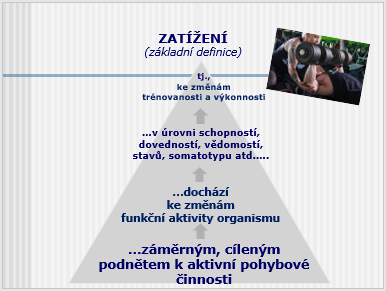 ZATÍŽENÍ
(základní definice)
tj.,
ke změnám
trénovanosti a výkonnosti
...v úrovni schopností,
dovedností, vědomostí,
stavů, somatotypu atd.....
...dochází
ke změnám
funkční aktivity organismu
...záměrným, cíleným
podnětem k aktivní pohybové
činnosti